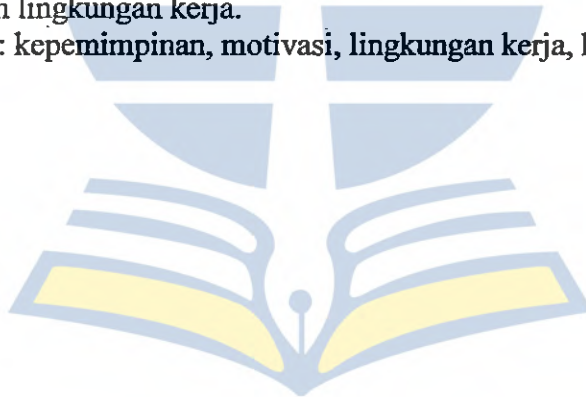 lingkungan kerja.
: kepemimpinan, motivasi, lingkungan kerja,